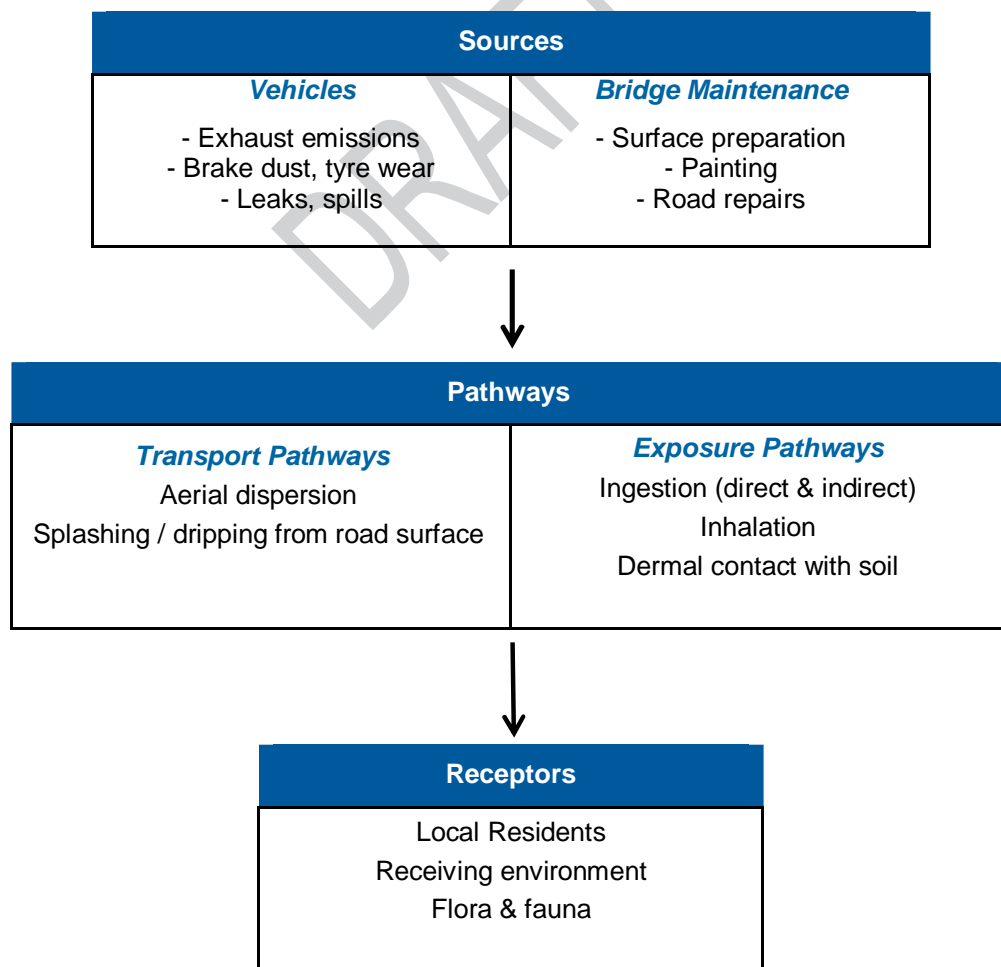 Sources
Vehicles
- Exhaust emissions
- Brake dust, tyre wear
- Leaks, spills
Bridge Maintenance
- Surface preparation
- Painting
- Road repairs
Pathways
Transport Pathways
Aerial dispersion
Splashing / dripping from road surface
Exposure Pathways
Ingestion (direct & indirect)
Inhalation
Dermal contact with soil
Receptors
Local Residents
Receiving environment
Flora & fauna
DRAF